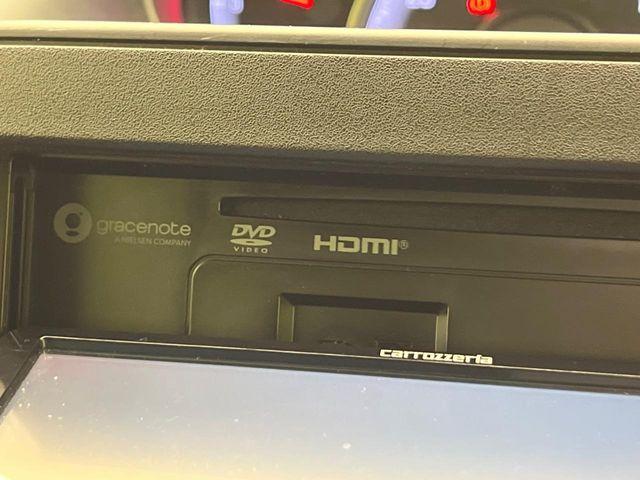 gracenote
A NIELSEN COMPANY
DVD
VIDEO
HDMI®
carrozzeria